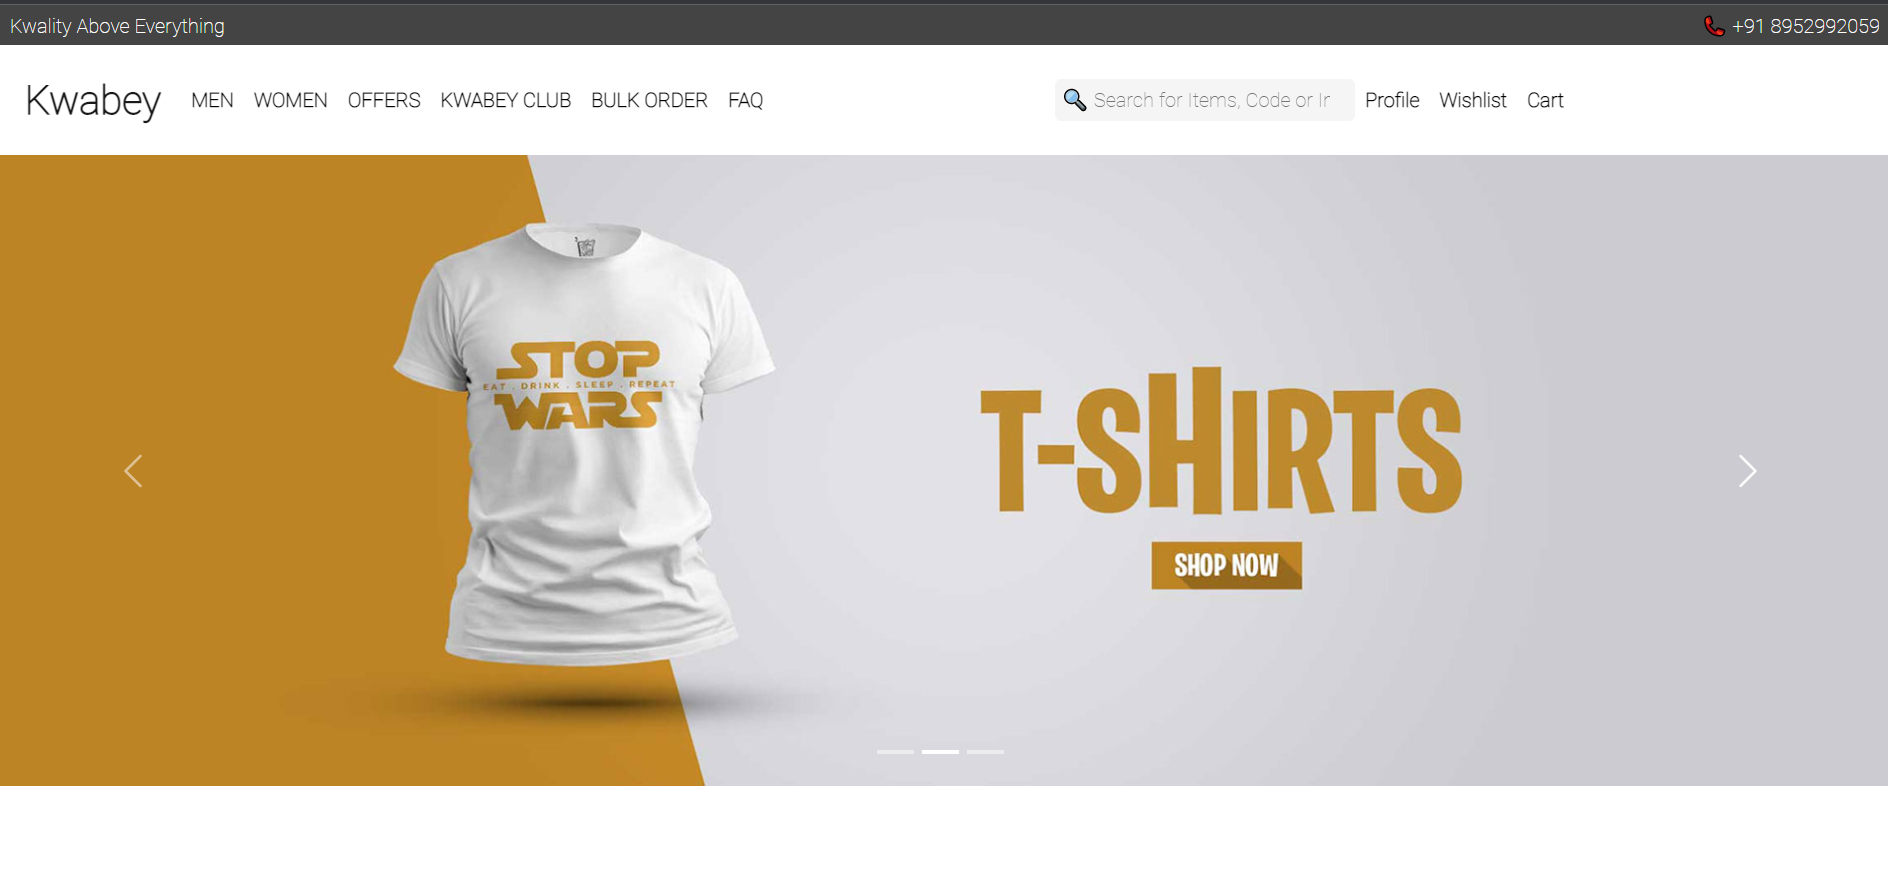 Kwality Above Everything
+91 8952992059
Kwabey MEN WOMEN OFFERS KWABEY CLUB BULK ORDER FAQ
Search for Items, Code or Ir
Profile Wishlist Cart
STOP
EAT . DRINK . SLEEP . REPEAT
WARS
T-SHIRTS
SHOP NOW